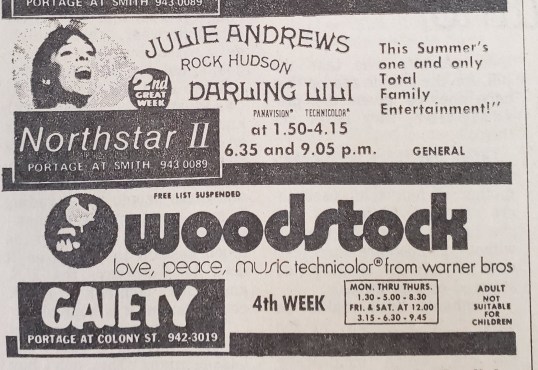 PORTAGE AT SMITH 943 0089
JULIE ANDREWS
ROCK HUDSON
DARLING LILI
PANAVISION® TECHNICOLOR®
2nd
GREAT
WEEK
at 1.50-4.15
6.35 and 9.05 p.m.
This Summer's
one and only
Total
Family
Entertainment!"
GENERAL
Northstar II
PORTAGE AT SMITH 943 0089
FREE LIST SUSPENDED
woodstock
love, peace, music technicolor® from warner bros
GAIETY
PORTAGE AT COLONY ST. 942-3019
4th WEEK
MON. THRU THURS.
1.30 - 5.00 - 8.30
FRI. & SAT. AT 12.00
3.15 - 6.30 - 9.45
ADULT
NOT
SUITABLE
FOR
CHILDREN